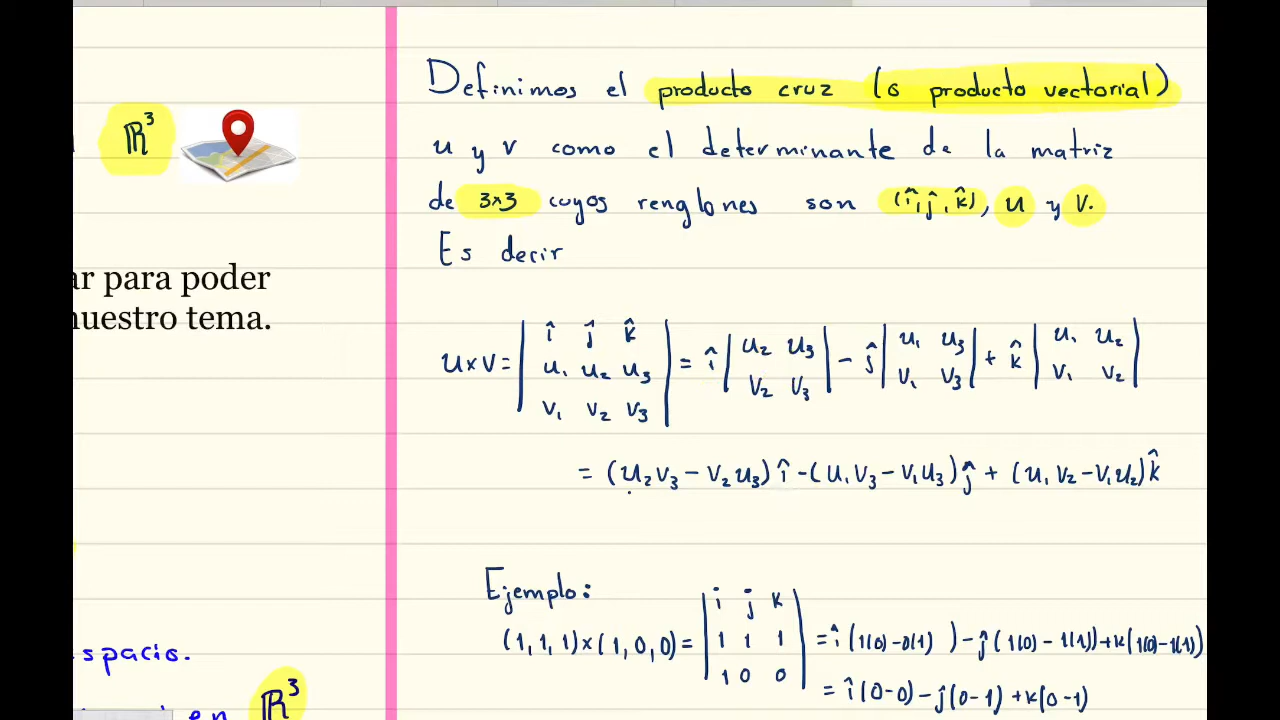 ℝ³
ar para poder
nuestro tema.
spacio.
en ℝ³
Definimos el producto cruz (o producto vectorial)
u y v como el determinante de la matriz
de 3×3 cuyos renglones son (î, ĵ, k̂), u y v.
Es decir
u×v = | î ĵ k̂ | = î | u₂ u₃ | - ĵ | u₁ u₃ | + k̂ | u₁ u₂ |
| u₁ u₂ u₃ | | v₂ v₃ | | v₁ v₃ | | v₁ v₂ |
| v₁ v₂ v₃ |
= (u₂v₃ - v₂u₃) î - (u₁v₃ - v₁u₃) ĵ + (u₁v₂ - v₁u₂) k̂
Ejemplo:
| i j k |
(1,1,1)×(1,0,0) = | 1 1 1 | = î(1(0)-0(1)) - ĵ(1(0)-1(1)) + k(1(0)-1(1))
| 1 0 0 |
= î(0-0) - j(0-1) + k(0-1)